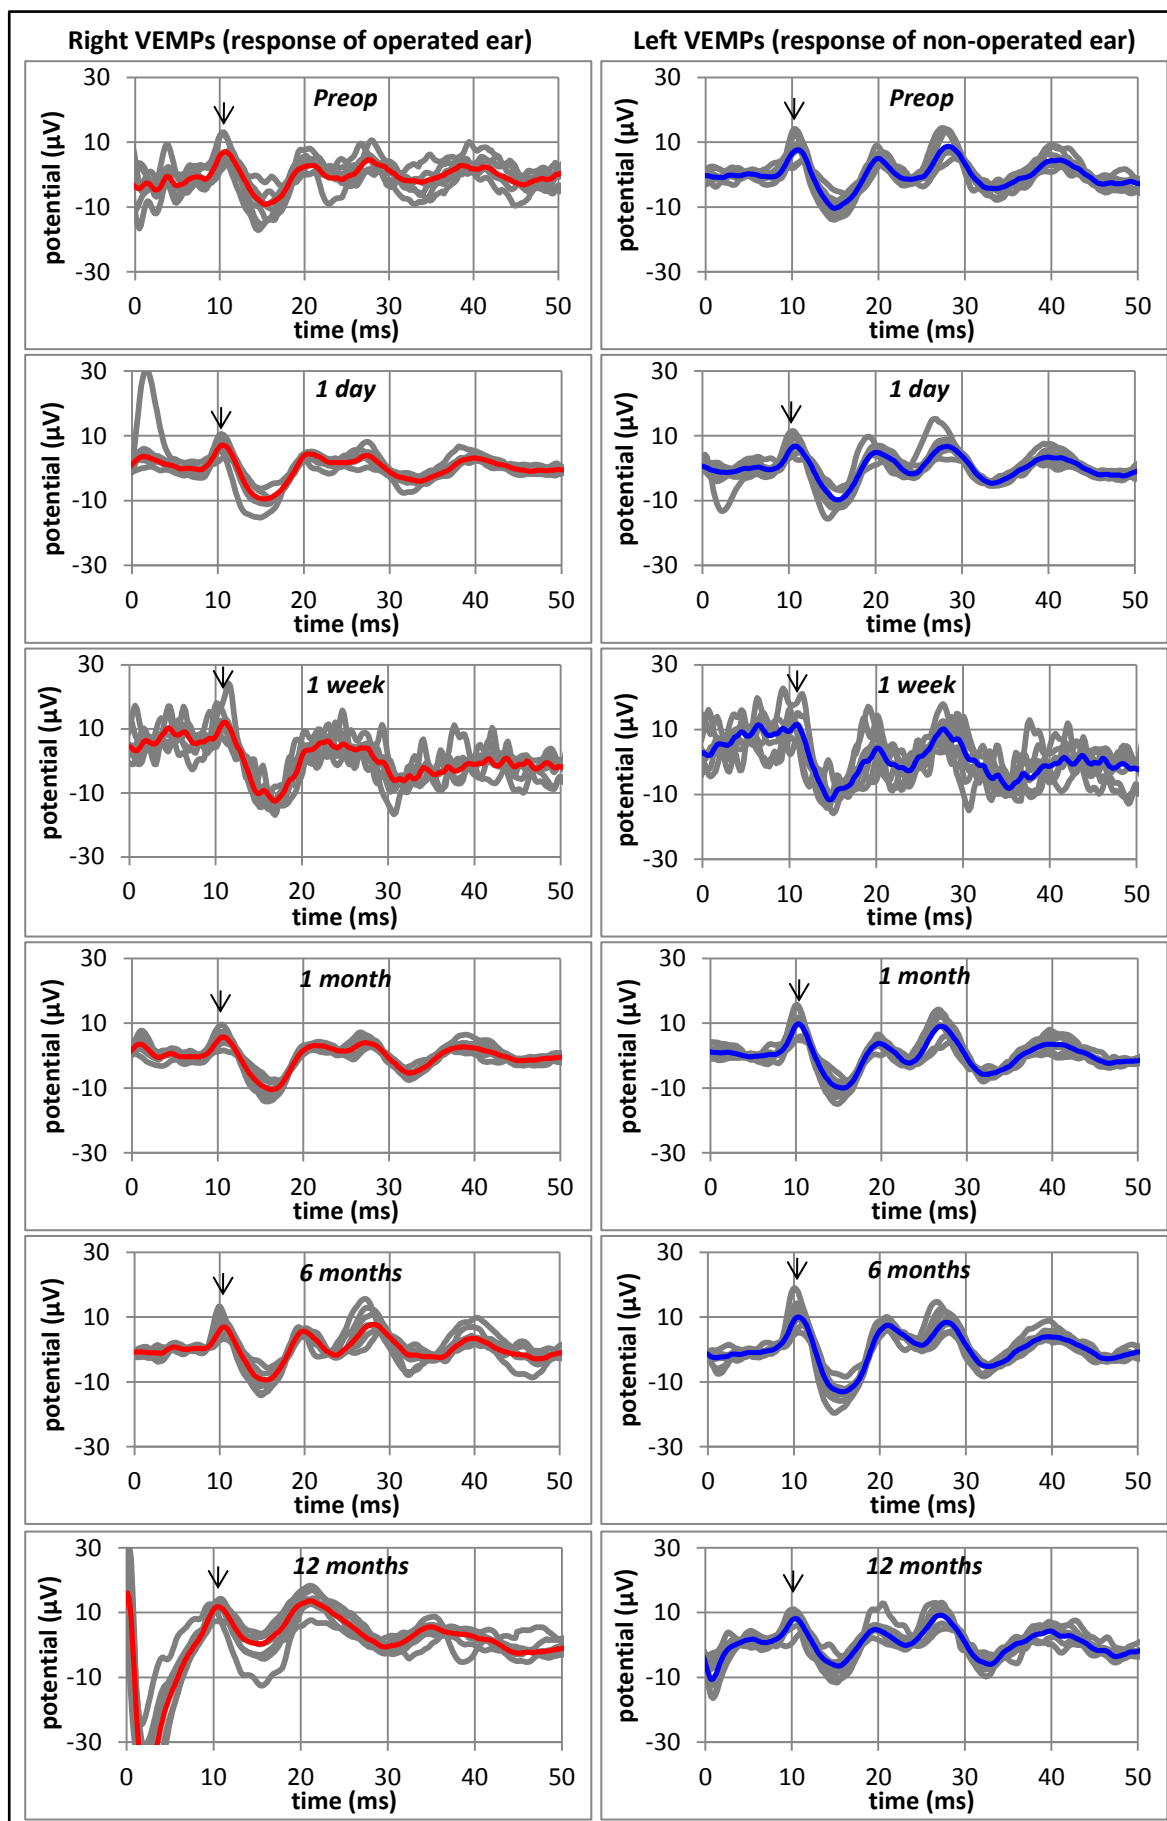 Right VEMPs (response of operated ear)
Left VEMPs (response of non-operated ear)
Preop
potential (µV)
30
10
-10
-30
0 10 20 30 40 50
time (ms)
Preop
potential (µV)
30
10
-10
-30
0 10 20 30 40 50
time (ms)
1 day
potential (µV)
30
10
-10
-30
0 10 20 30 40 50
time (ms)
1 day
potential (µV)
30
10
-10
-30
0 10 20 30 40 50
time (ms)
1 week
potential (µV)
30
10
-10
-30
0 10 20 30 40 50
time (ms)
1 week
potential (µV)
30
10
-10
-30
0 10 20 30 40 50
time (ms)
1 month
potential (µV)
30
10
-10
-30
0 10 20 30 40 50
time (ms)
1 month
potential (µV)
30
10
-10
-30
0 10 20 30 40 50
time (ms)
6 months
potential (µV)
30
10
-10
-30
0 10 20 30 40 50
time (ms)
6 months
potential (µV)
30
10
-10
-30
0 10 20 30 40 50
time (ms)
12 months
potential (µV)
30
10
-10
-30
0 10 20 30 40 50
time (ms)
12 months
potential (µV)
30
10
-10
-30
0 10 20 30 40 50
time (ms)